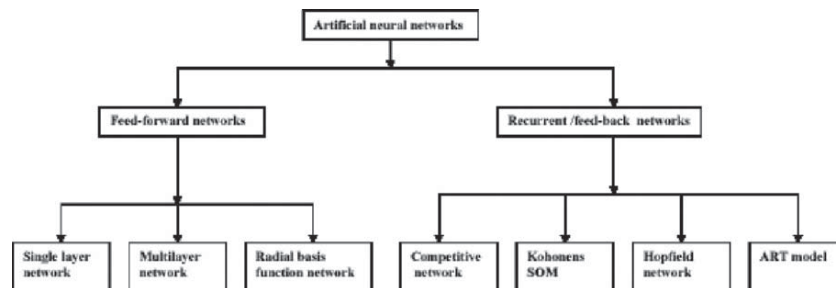 Artificial neural networks
Feed-forward networks
Recurrent /feed-back networks
Single layer
network
Multilayer
network
Radial basis
function network
Competitive
network
Kohonens
SOM
Hopfield
network
ART model